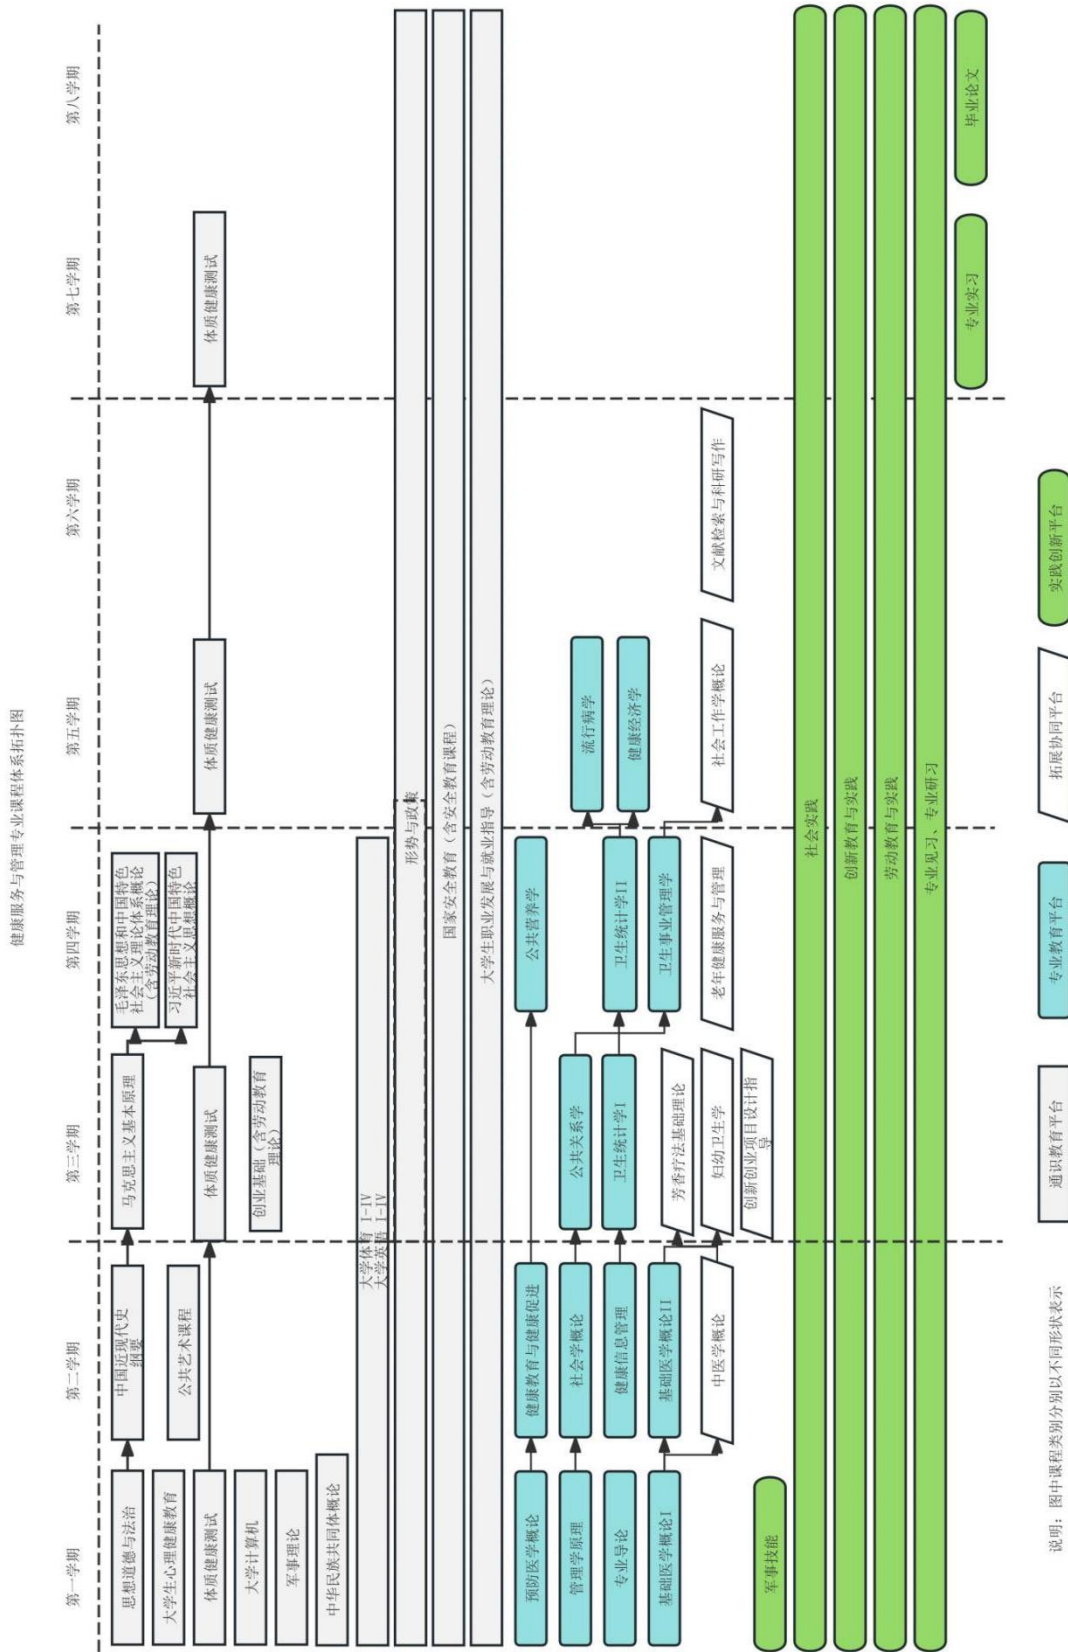 健康服务与管理专业课程体系拓扑图
第一学期
第二学期
第三学期
第四学期
第五学期
第六学期
第七学期
第八学期
思想道德与法治
中国近现代史
纲要
马克思主义基本原理
毛泽东思想和中国特色
社会主义理论体系概论
（含劳动教育理论）
习近平新时代中国特色
社会主义思想概论
大学生心理健康教育
公共艺术课程
体质健康测试
体质健康测试
体质健康测试
体质健康测试
大学计算机
创业基础（含劳动教育
理论）
军事理论
中华民族共同体概论
大学体育 I-IV
大学英语 I-IV
形势与政策
国家安全教育（含安全教育课程）
大学生职业发展与就业指导（含劳动教育理论）
预防医学概论
健康教育与健康促进
公共营养学
流行病学
管理学原理
社会学概论
公共关系学
健康经济学
专业导论
健康信息管理
卫生统计学I
卫生统计学II
基础医学概论I
基础医学概论II
芳香疗法基础理论
卫生事业管理学
中医学概论
妇幼卫生学
老年健康服务与管理
社会工作学概论
文献检索与科研写作
创新创业项目设计指
导
军事技能
社会实践
创新教育与实践
劳动教育与实践
专业见习、专业研习
专业实习
毕业论文
说明：图中课程类别分别以不同形状表示
通识教育平台
专业教育平台
拓展协同平台
实践创新平台